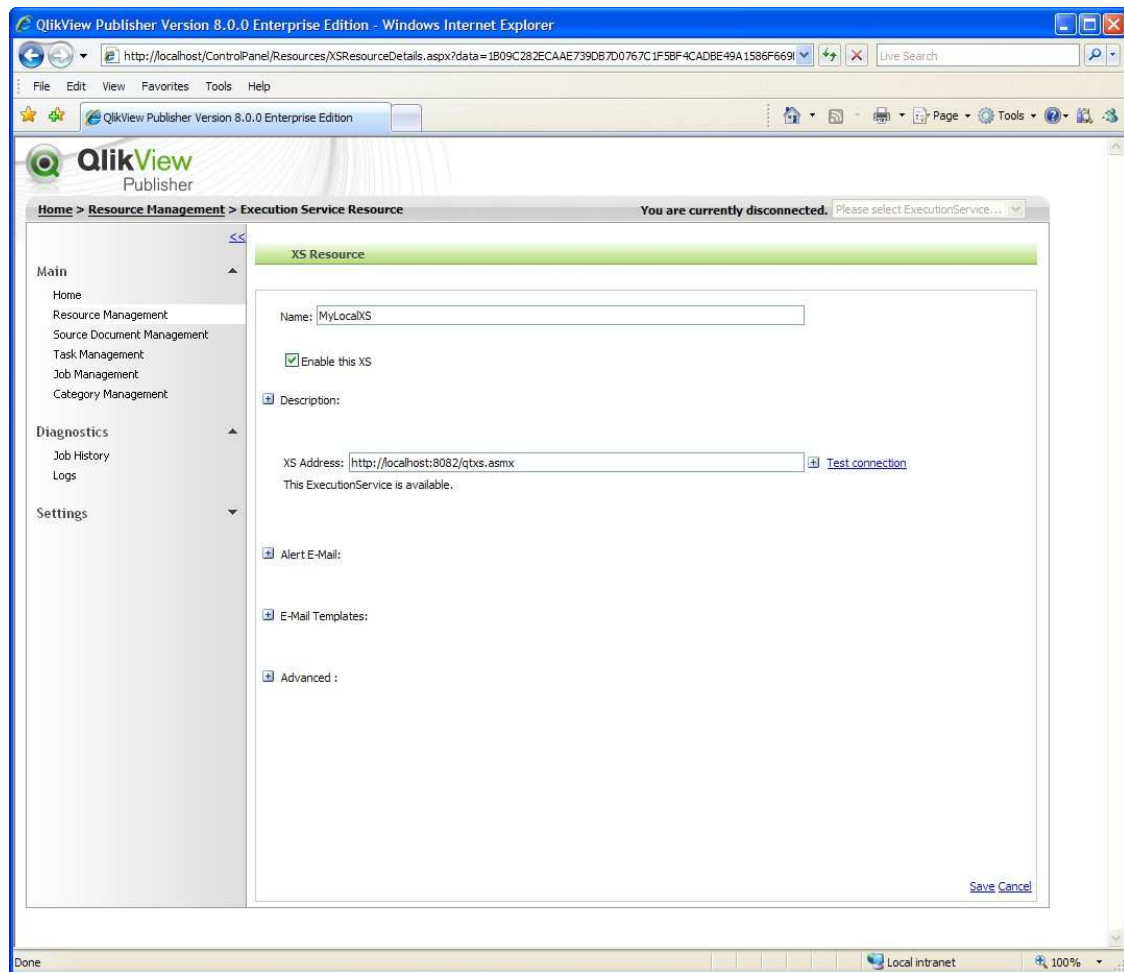 QlikView Publisher Version 8.0.0 Enterprise Edition - Windows Internet Explorer
http://localhost/ControlPanel/Resources/XSResourceDetails.aspx?data=1B09C282ECAAE739DB7D0767C1F5BF4CADBE49A1586F669 Live Search
File Edit View Favorites Tools Help
QlikView Publisher Version 8.0.0 Enterprise Edition Page Tools
QlikView
Publisher
Home > Resource Management > Execution Service Resource You are currently disconnected. Please select ExecutionService...
<<
XS Resource
Main
Home
Resource Management
Source Document Management
Task Management
Job Management
Category Management
Diagnostics
Job History
Logs
Settings
Name: MyLocalXS
Enable this XS
Description:
XS Address: http://localhost:8082/qtxs.asmx Test connection
This ExecutionService is available.
Alert E-Mail:
E-Mail Templates:
Advanced :
Save Cancel
Done Local intranet 100%